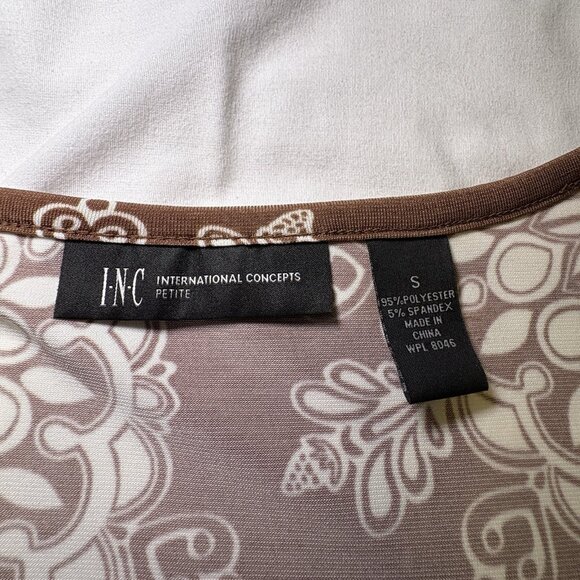 I·N·C INTERNATIONAL CONCEPTS
PETITE
S
95%POLYESTER
5% SPANDEX
MADE IN
CHINA
WPL 8046